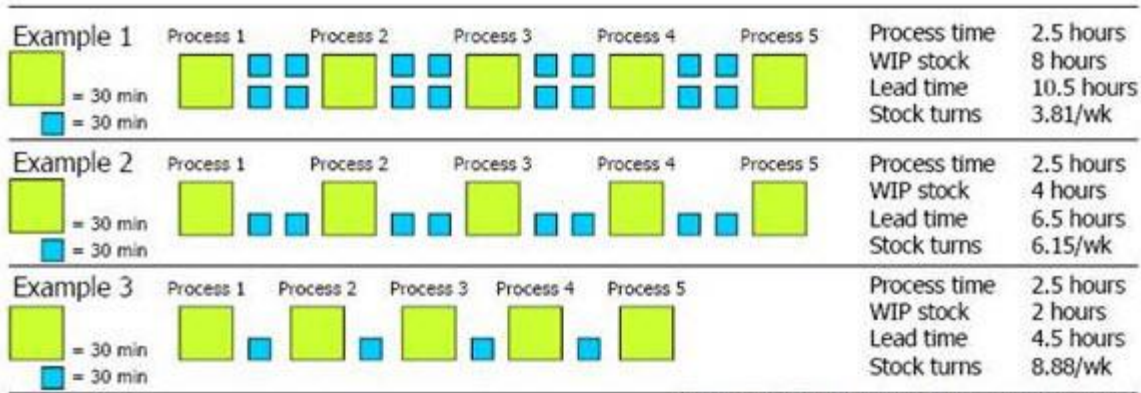 Example 1
= 30 min
= 30 min
Process 1 Process 2 Process 3 Process 4 Process 5
Process time 2.5 hours
WIP stock 8 hours
Lead time 10.5 hours
Stock turns 3.81/wk
Example 2
= 30 min
= 30 min
Process 1 Process 2 Process 3 Process 4 Process 5
Process time 2.5 hours
WIP stock 4 hours
Lead time 6.5 hours
Stock turns 6.15/wk
Example 3
= 30 min
= 30 min
Process 1 Process 2 Process 3 Process 4 Process 5
Process time 2.5 hours
WIP stock 2 hours
Lead time 4.5 hours
Stock turns 8.88/wk